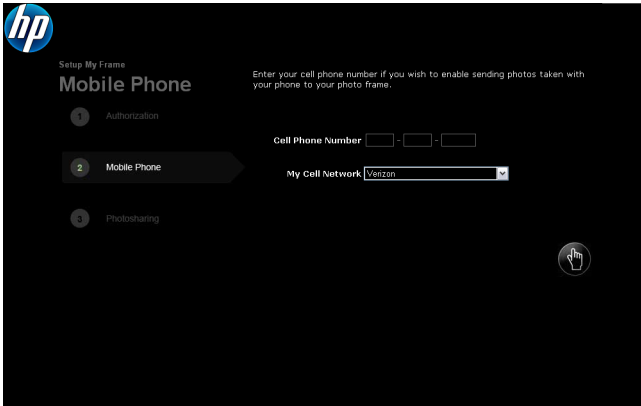 hp
Setup My Frame
Mobile Phone
Enter your cell phone number if you wish to enable sending photos taken with
your phone to your photo frame.
1 Authorization
Cell Phone Number - -
2 Mobile Phone
My Cell Network Verizon
3 Photosharing